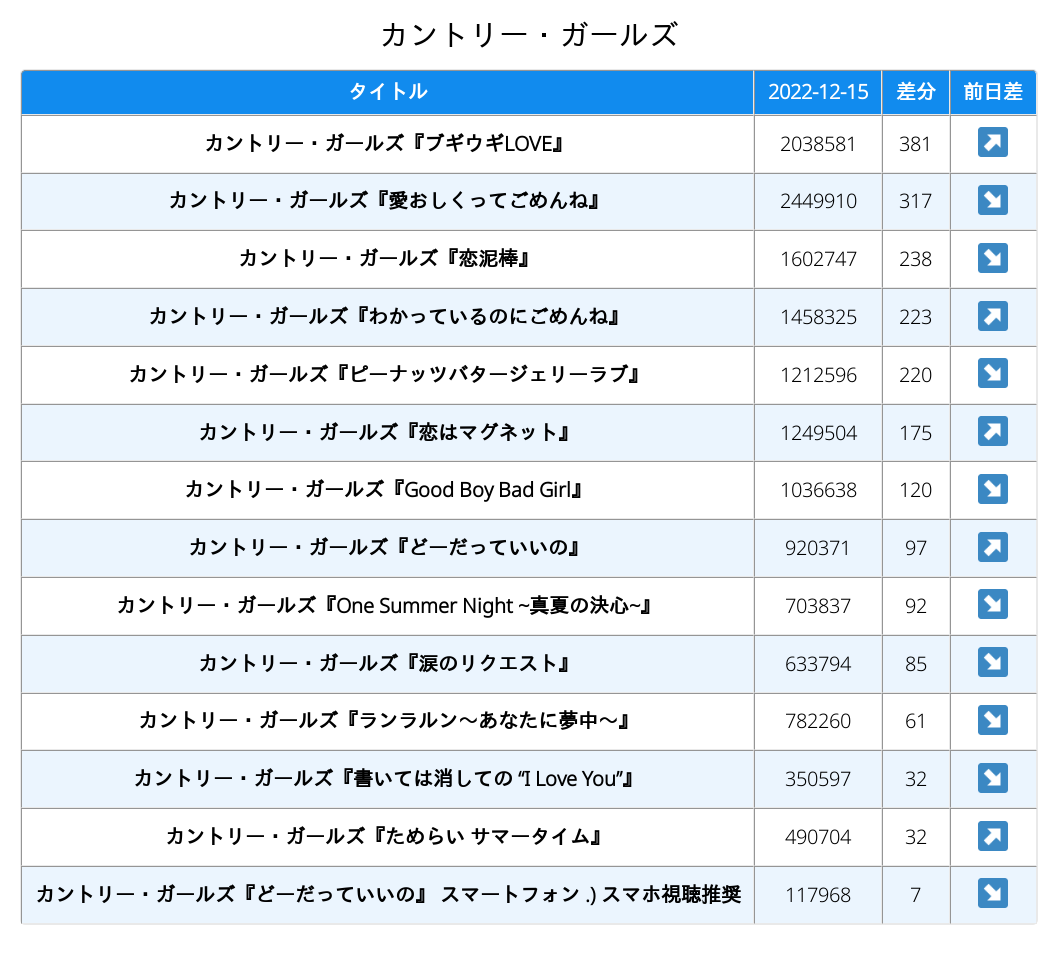 カントリー・ガールズ
タイトル 2022-12-15 差分 前日差
カントリー・ガールズ『ブギウギLOVE』 2038581 381
カントリー・ガールズ『愛おしくってごめんね』 2449910 317
カントリー・ガールズ『恋泥棒』 1602747 238
カントリー・ガールズ『わかっているのにごめんね』 1458325 223
カントリー・ガールズ『ピーナッツバタージェリーラブ』 1212596 220
カントリー・ガールズ『恋はマグネット』 1249504 175
カントリー・ガールズ『Good Boy Bad Girl』 1036638 120
カントリー・ガールズ『どーだっていいの』 920371 97
カントリー・ガールズ『One Summer Night ~真夏の決心~』 703837 92
カントリー・ガールズ『涙のリクエスト』 633794 85
カントリー・ガールズ『ランラルン～あなたに夢中～』 782260 61
カントリー・ガールズ『書いては消しての “I Love You”』 350597 32
カントリー・ガールズ『ためらい サマータイム』 490704 32
カントリー・ガールズ『どーだっていいの』 スマートフォン .) スマホ視聴推奨 117968 7